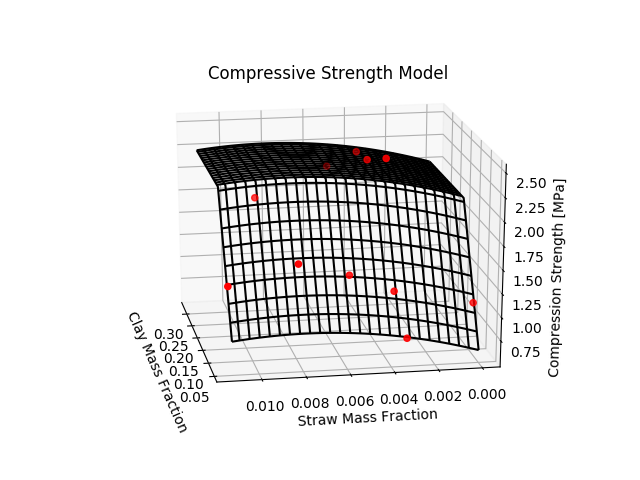 Compressive Strength Model
2.50
2.25
2.00
1.75
1.50
1.25
1.00
0.75
Compression Strength [MPa]
0.30
0.25
0.20
0.15
0.10
0.05
Clay Mass Fraction
0.010 0.008 0.006 0.004 0.002 0.000
Straw Mass Fraction